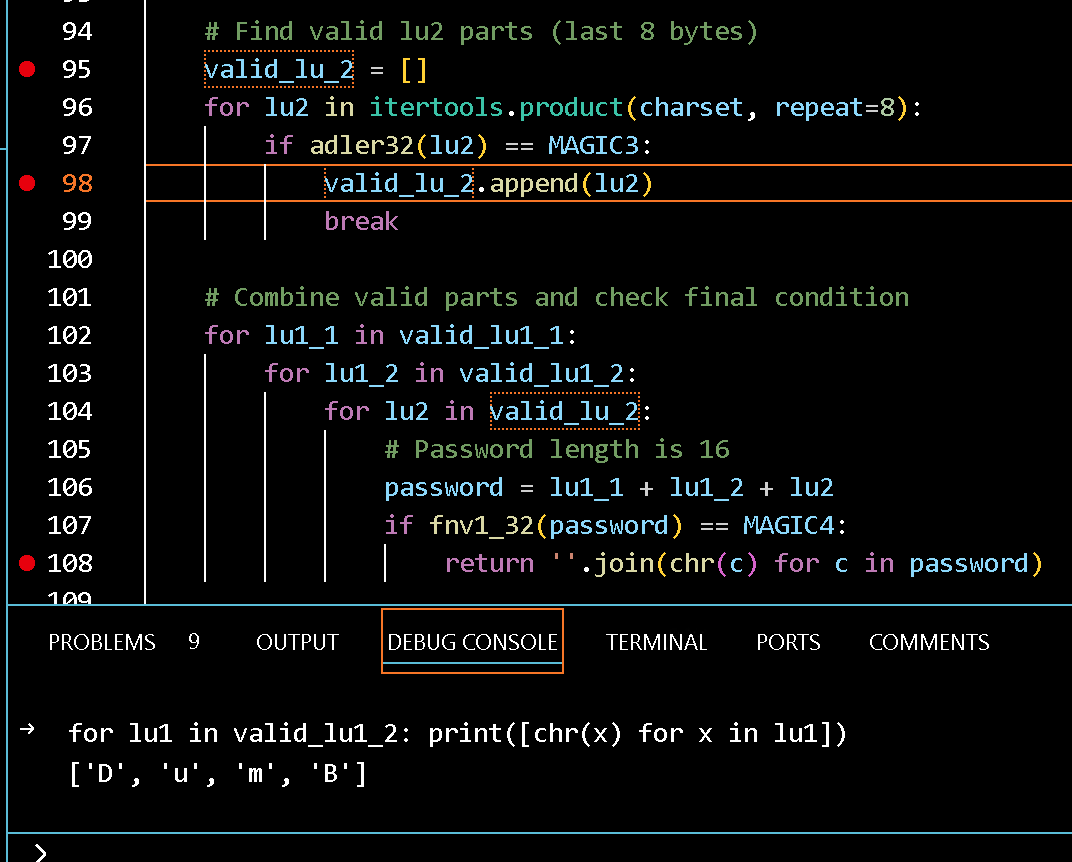 94 # Find valid lu2 parts (last 8 bytes)
95 valid_lu_2 = []
96 for lu2 in itertools.product(charset, repeat=8):
97 if adler32(lu2) == MAGIC3:
98 valid_lu_2.append(lu2)
99 break
100
101 # Combine valid parts and check final condition
102 for lu1_1 in valid_lu1_1:
103 for lu1_2 in valid_lu1_2:
104 for lu2 in valid_lu_2:
105 # Password length is 16
106 password = lu1_1 + lu1_2 + lu2
107 if fnv1_32(password) == MAGIC4:
108 return ''.join(chr(c) for c in password)
109
PROBLEMS 9 OUTPUT DEBUG CONSOLE TERMINAL PORTS COMMENTS
→ for lu1 in valid_lu1_2: print([chr(x) for x in lu1])
['D', 'u', 'm', 'B']
>